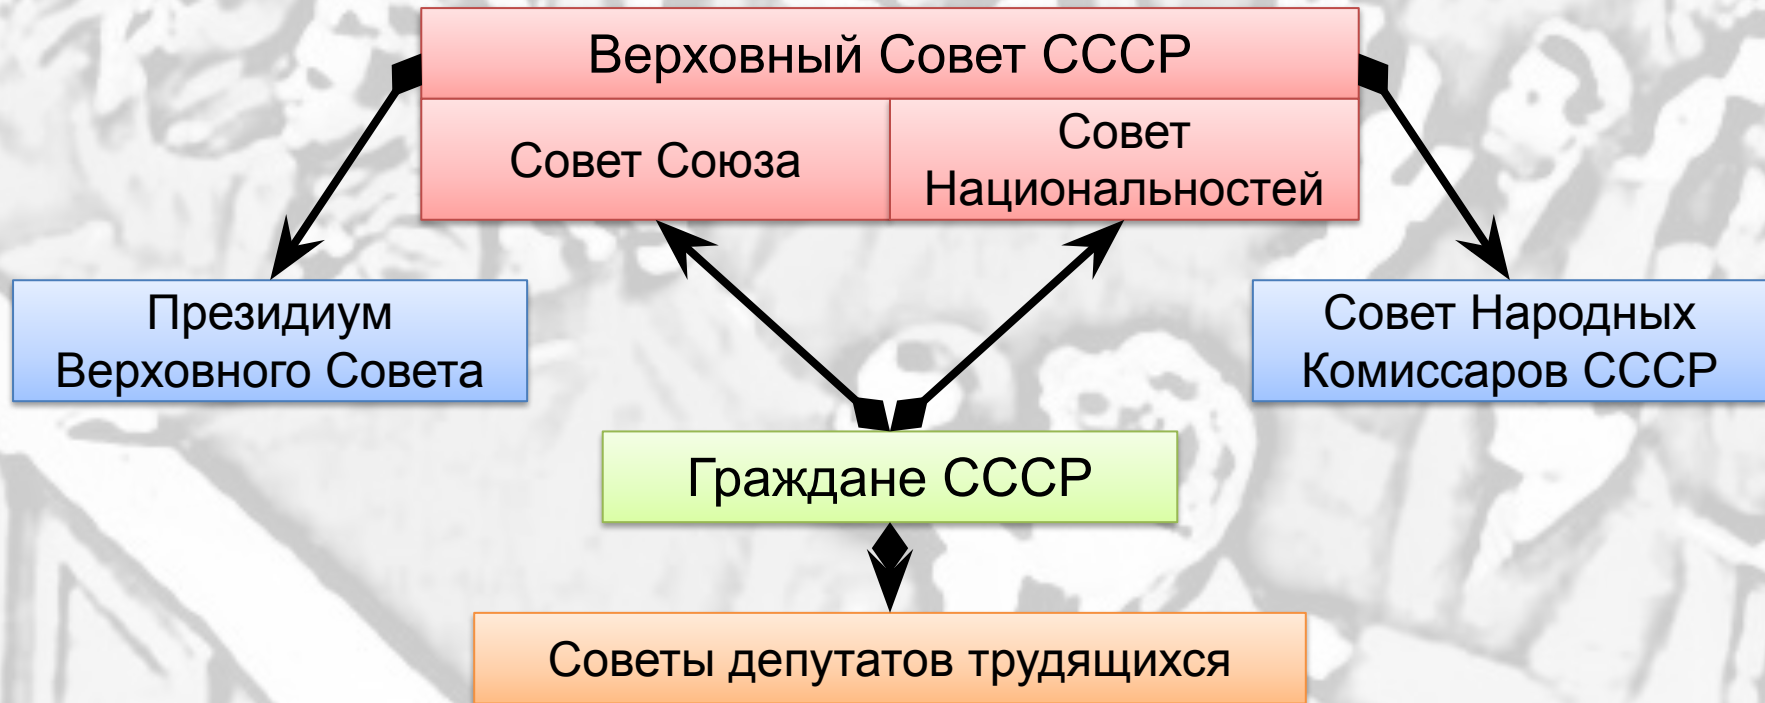 Верховный Совет СССР
Совет Союза
Совет
Национальностей
Президиум
Верховного Совета
Совет Народных
Комиссаров СССР
Граждане СССР
Советы депутатов трудящихся